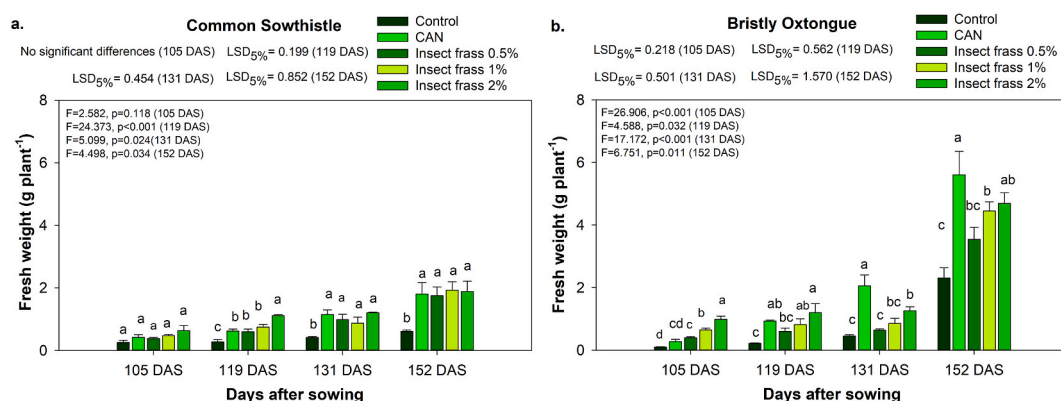 a.
Common Sowthistle
No significant differences (105 DAS)
LSD5%= 0.199 (119 DAS)
LSD5%= 0.454 (131 DAS)
LSD5%= 0.852 (152 DAS)
Control
CAN
Insect frass 0.5%
Insect frass 1%
Insect frass 2%
F=2.582, p=0.118 (105 DAS)
F=24.373, p<0.001 (119 DAS)
F=5.099, p=0.024(131 DAS)
F=4.498, p=0.034 (152 DAS)
Fresh weight (g plant-1)
8
6
4
2
0
a a a a a
c b b b a
b a a a a
b a a a a
105 DAS 119 DAS 131 DAS 152 DAS
Days after sowing
b.
Bristly Oxtongue
LSD5%= 0.218 (105 DAS)
LSD5%= 0.562 (119 DAS)
LSD5%= 0.501 (131 DAS)
LSD5%= 1.570 (152 DAS)
Control
CAN
Insect frass 0.5%
Insect frass 1%
Insect frass 2%
F=26.906, p<0.001 (105 DAS)
F=4.588, p=0.032 (119 DAS)
F=17.172, p<0.001 (131 DAS)
F=6.751, p=0.011 (152 DAS)
Fresh weight (g plant-1)
8
6
4
2
0
d cd c b a
c ab bc ab a
c a c bc b
c a bc b ab
105 DAS 119 DAS 131 DAS 152 DAS
Days after sowing